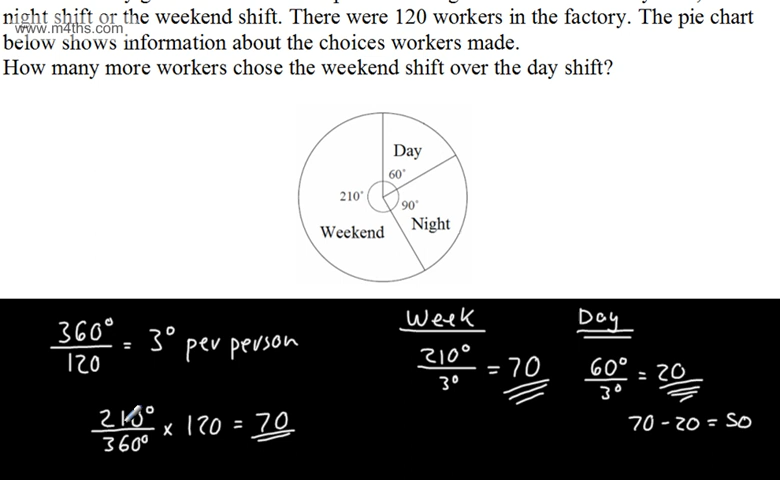 night shift or the weekend shift. There were 120 workers in the factory. The pie chart
www.m4ths.com
below shows information about the choices workers made.
How many more workers chose the weekend shift over the day shift?
Day
60°
210°
90°
Weekend
Night
360°/120 = 3° per person
Week
210°/3° = 70
Day
60°/3° = 20
210°/360° x 120 = 70
70 - 20 = 50